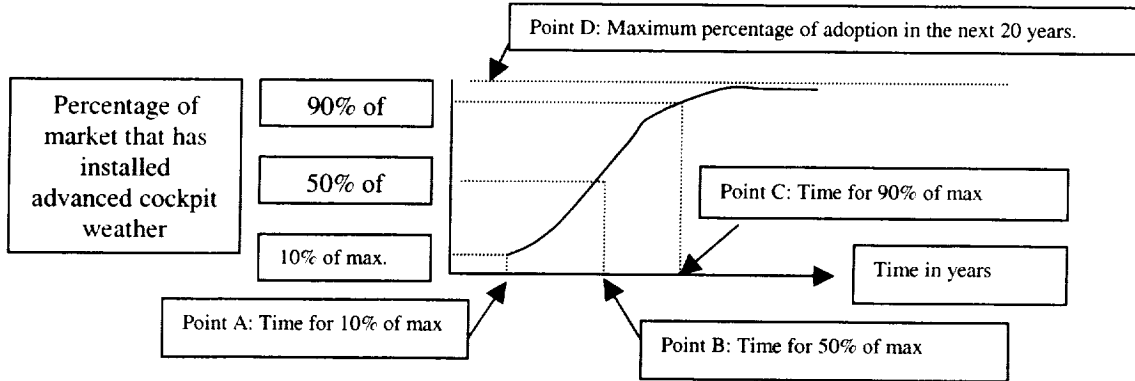 Point D: Maximum percentage of adoption in the next 20 years.
Percentage of
market that has
installed
advanced cockpit
weather
90% of
50% of
10% of max.
Point C: Time for 90% of max
Time in years
Point A: Time for 10% of max
Point B: Time for 50% of max